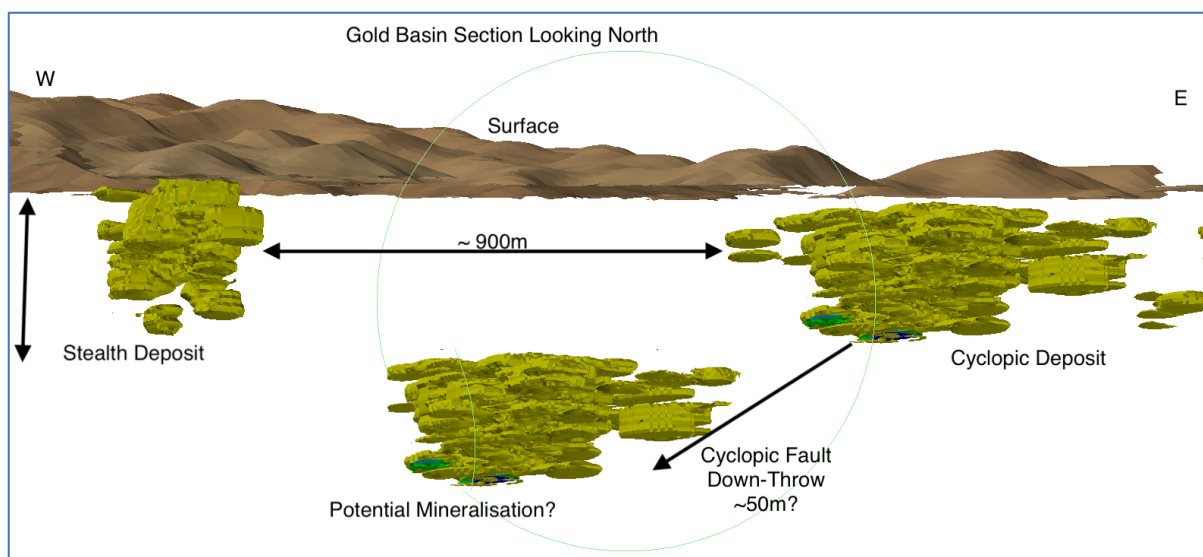 Gold Basin Section Looking North
W
E
Surface
~ 900m
Stealth Deposit
Cyclopic Deposit
Cyclopic Fault
Down-Throw
~50m?
Potential Mineralisation?